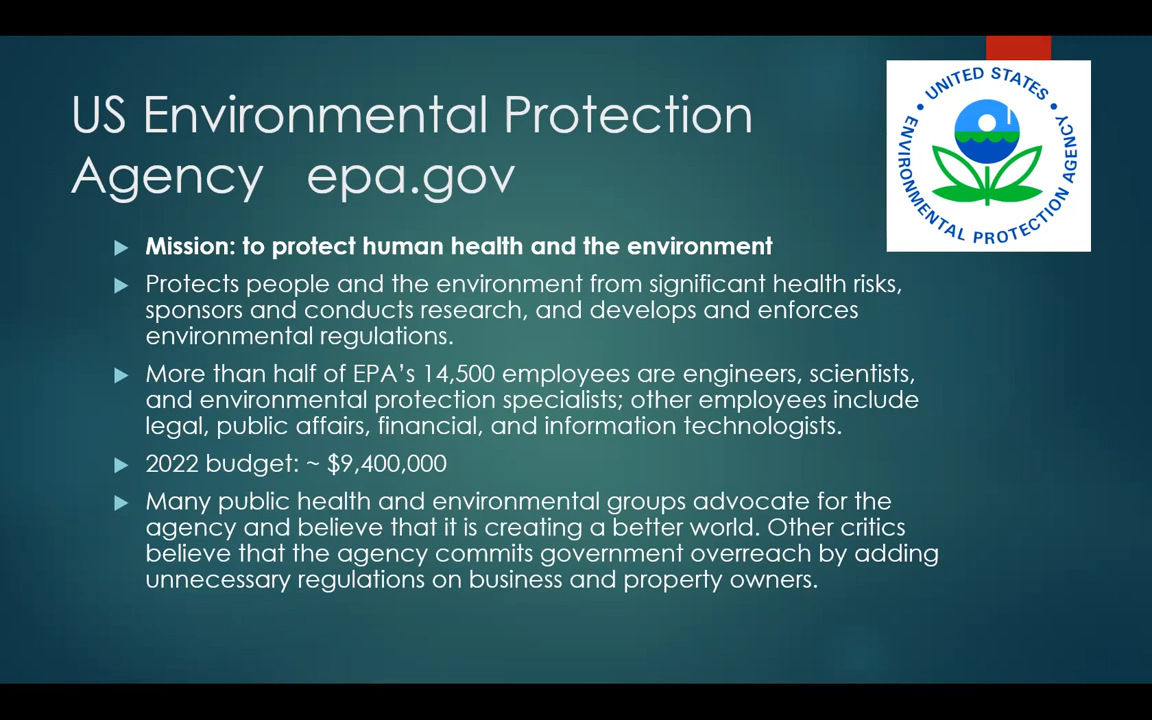 US Environmental Protection
Agency epa.gov
UNITED STATES
• ENVIRONMENTAL PROTECTION AGENCY •
Mission: to protect human health and the environment
Protects people and the environment from significant health risks,
sponsors and conducts research, and develops and enforces
environmental regulations.
More than half of EPA’s 14,500 employees are engineers, scientists,
and environmental protection specialists; other employees include
legal, public affairs, financial, and information technologists.
2022 budget: ~ $9,400,000
Many public health and environmental groups advocate for the
agency and believe that it is creating a better world. Other critics
believe that the agency commits government overreach by adding
unnecessary regulations on business and property owners.